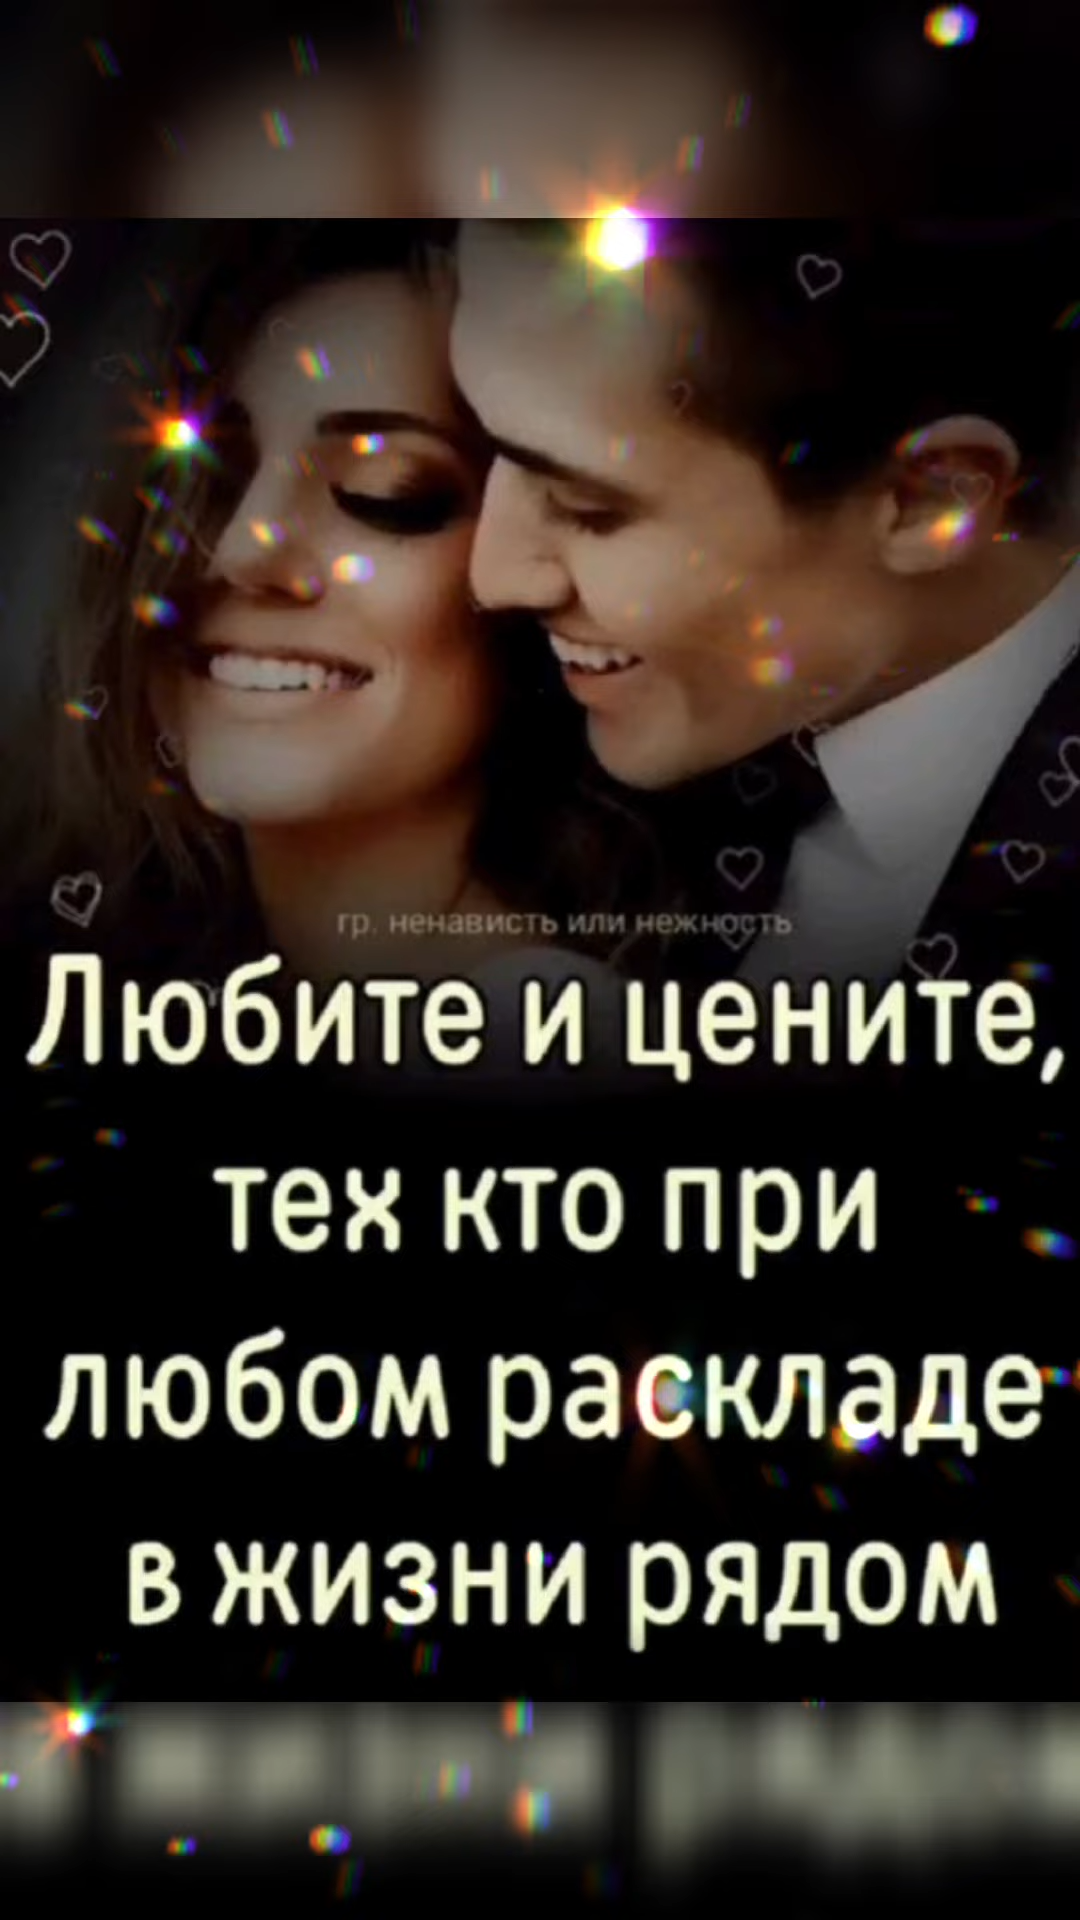 гр. ненависть или нежность
Любите и цените,
тех кто при
любом раскладе
в жизни рядом